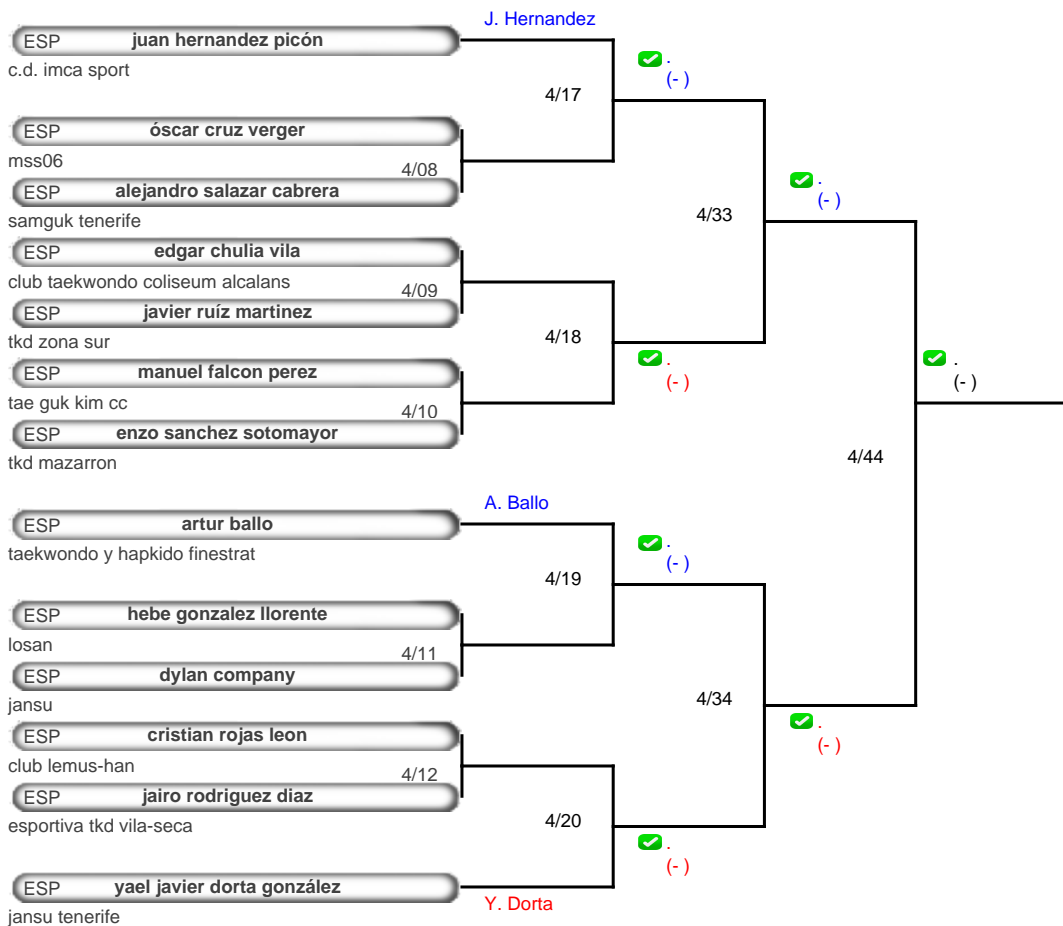 J. Hernandez
ESP juan hernandez picón
c.d. imca sport
.
(- )
4/17
ESP óscar cruz verger
mss06
4/08
ESP alejandro salazar cabrera
samguk tenerife
.
(- )
4/33
ESP edgar chulia vila
club taekwondo coliseum alcalans
4/09
ESP javier ruíz martinez
tkd zona sur
4/18
.
(- )
.
(- )
ESP manuel falcon perez
tae guk kim cc
4/10
ESP enzo sanchez sotomayor
tkd mazarron
4/44
A. Ballo
ESP artur ballo
taekwondo y hapkido finestrat
.
(- )
4/19
ESP hebe gonzalez llorente
losan
4/11
ESP dylan company
jansu
4/34
.
(- )
ESP cristian rojas leon
club lemus-han
4/12
ESP jairo rodriguez diaz
esportiva tkd vila-seca
4/20
.
(- )
ESP yael javier dorta gonzález
Y. Dorta
jansu tenerife